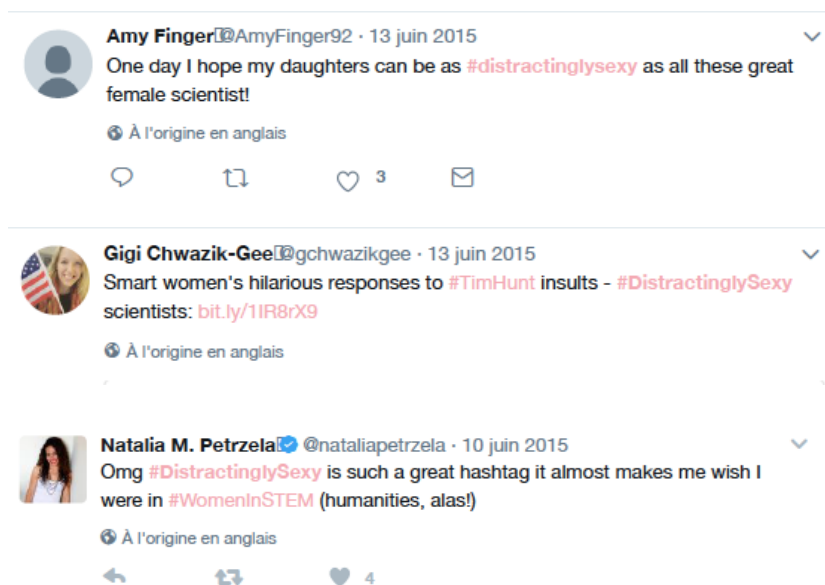 Amy Finger @AmyFinger92 · 13 juin 2015
One day I hope my daughters can be as #distractinglysexy as all these great
female scientist!
À l'origine en anglais
3
Gigi Chwazik-Gee @gchwazikgee · 13 juin 2015
Smart women's hilarious responses to #TimHunt insults - #DistractinglySexy
scientists: bit.ly/1IR8rX9
À l'origine en anglais
Natalia M. Petrzela @nataliapetrzela · 10 juin 2015
Omg #DistractinglySexy is such a great hashtag it almost makes me wish I
were in #WomenInSTEM (humanities, alas!)
À l'origine en anglais
4